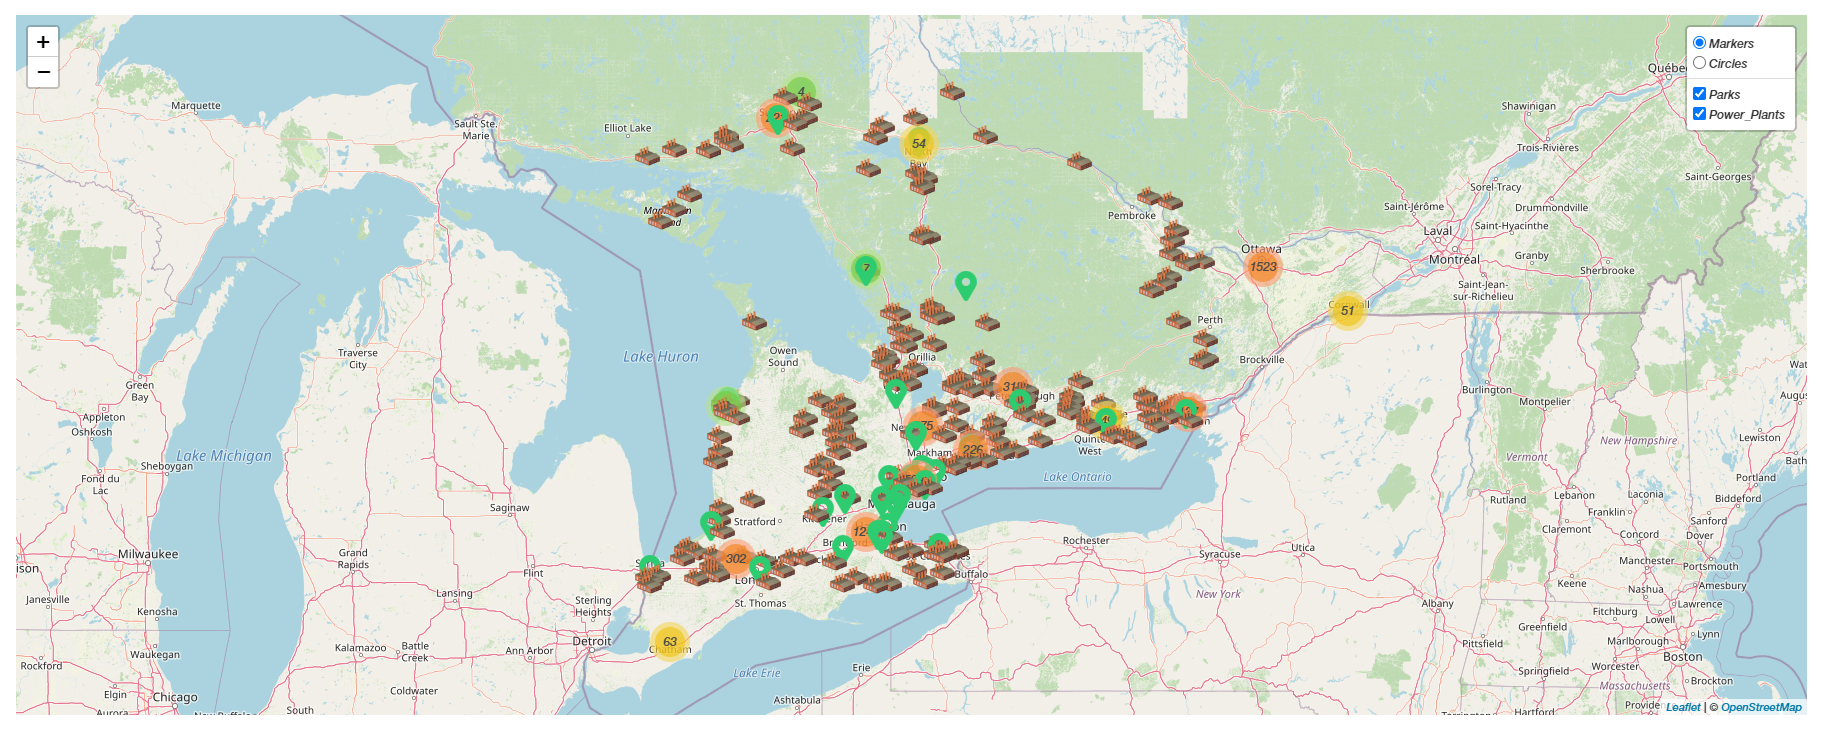 +
−
Markers
Circles
Parks
Power_Plants
Québec
Marquette
Sault Ste.
Marie
Elliot Lake
4
54
Shawinigan
Trois-Rivières
Saint-Georges
Sorel-Tracy
Saint-Jérôme
Drummondville
Pembroke
Laval
Saint-Hyacinthe
Montréal
Granby
Sherbrooke
Ottawa
1523
7
Saint-Jean-
sur-Richelieu
51
Perth
Brockville
Lake Huron
Owen
Sound
Orillia
Traverse
City
Green
Bay
Appleton
Oshkosh
Sheboygan
Fond du
Lac
Lake Michigan
Burlington
Montpelier
Augus
Wat
Lewiston
Bath
New Hampshire
Vermont
Quinte
West
Markham
226
Lake Ontario
Portland
Biddeford
Lebanon
Laconia
Rutland
Franklin
Sanford
Claremont
Concord
Dover
Portsmouth
Saginaw
Stratford
Milwaukee
Grand
Rapids
Flint
302
Rochester
Syracuse
Utica
Buffalo
Janesville
Kenosha
Lansing
Sterling
Heights
St. Thomas
New York
Albany
Keene
Nashua
Amesbury
Lawrence
Fitchburg
Lowell
Greenfield
Marlborough
Lynn
Pittsfield
Boston
Detroit
63
Chatham
Waukegan
Rockford
Kalamazoo
Battle
Creek
Ann Arbor
Lake Erie
Erie
Springfield
Worcester
Massachusetts
Brockton
Elgin
Chicago
Coldwater
Ashtabula
Aurora
South
Hartford
Leaflet | © OpenStreetMap